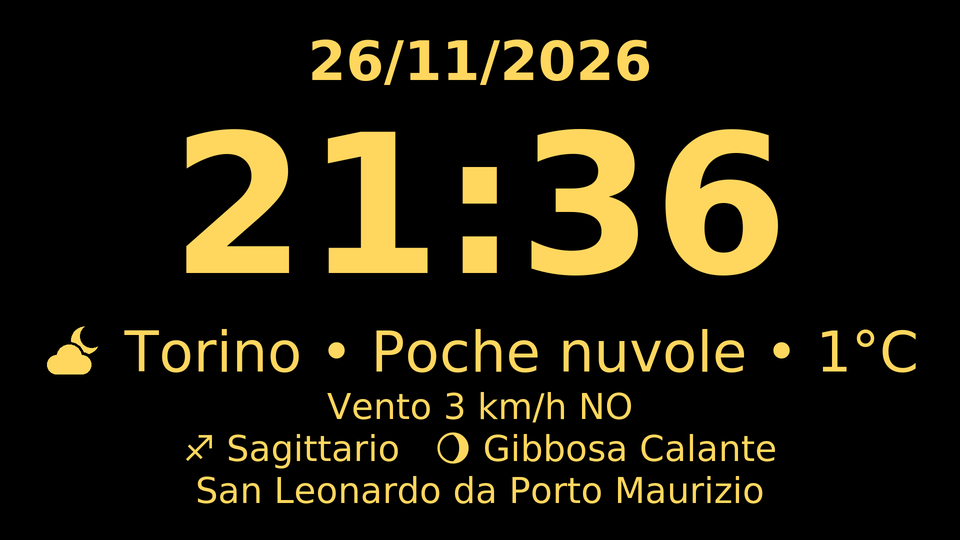 26/11/2026
21:36
Torino • Poche nuvole • 1°C
Vento 3 km/h NO
♐ Sagittario 🌖 Gibbosa Calante
San Leonardo da Porto Maurizio